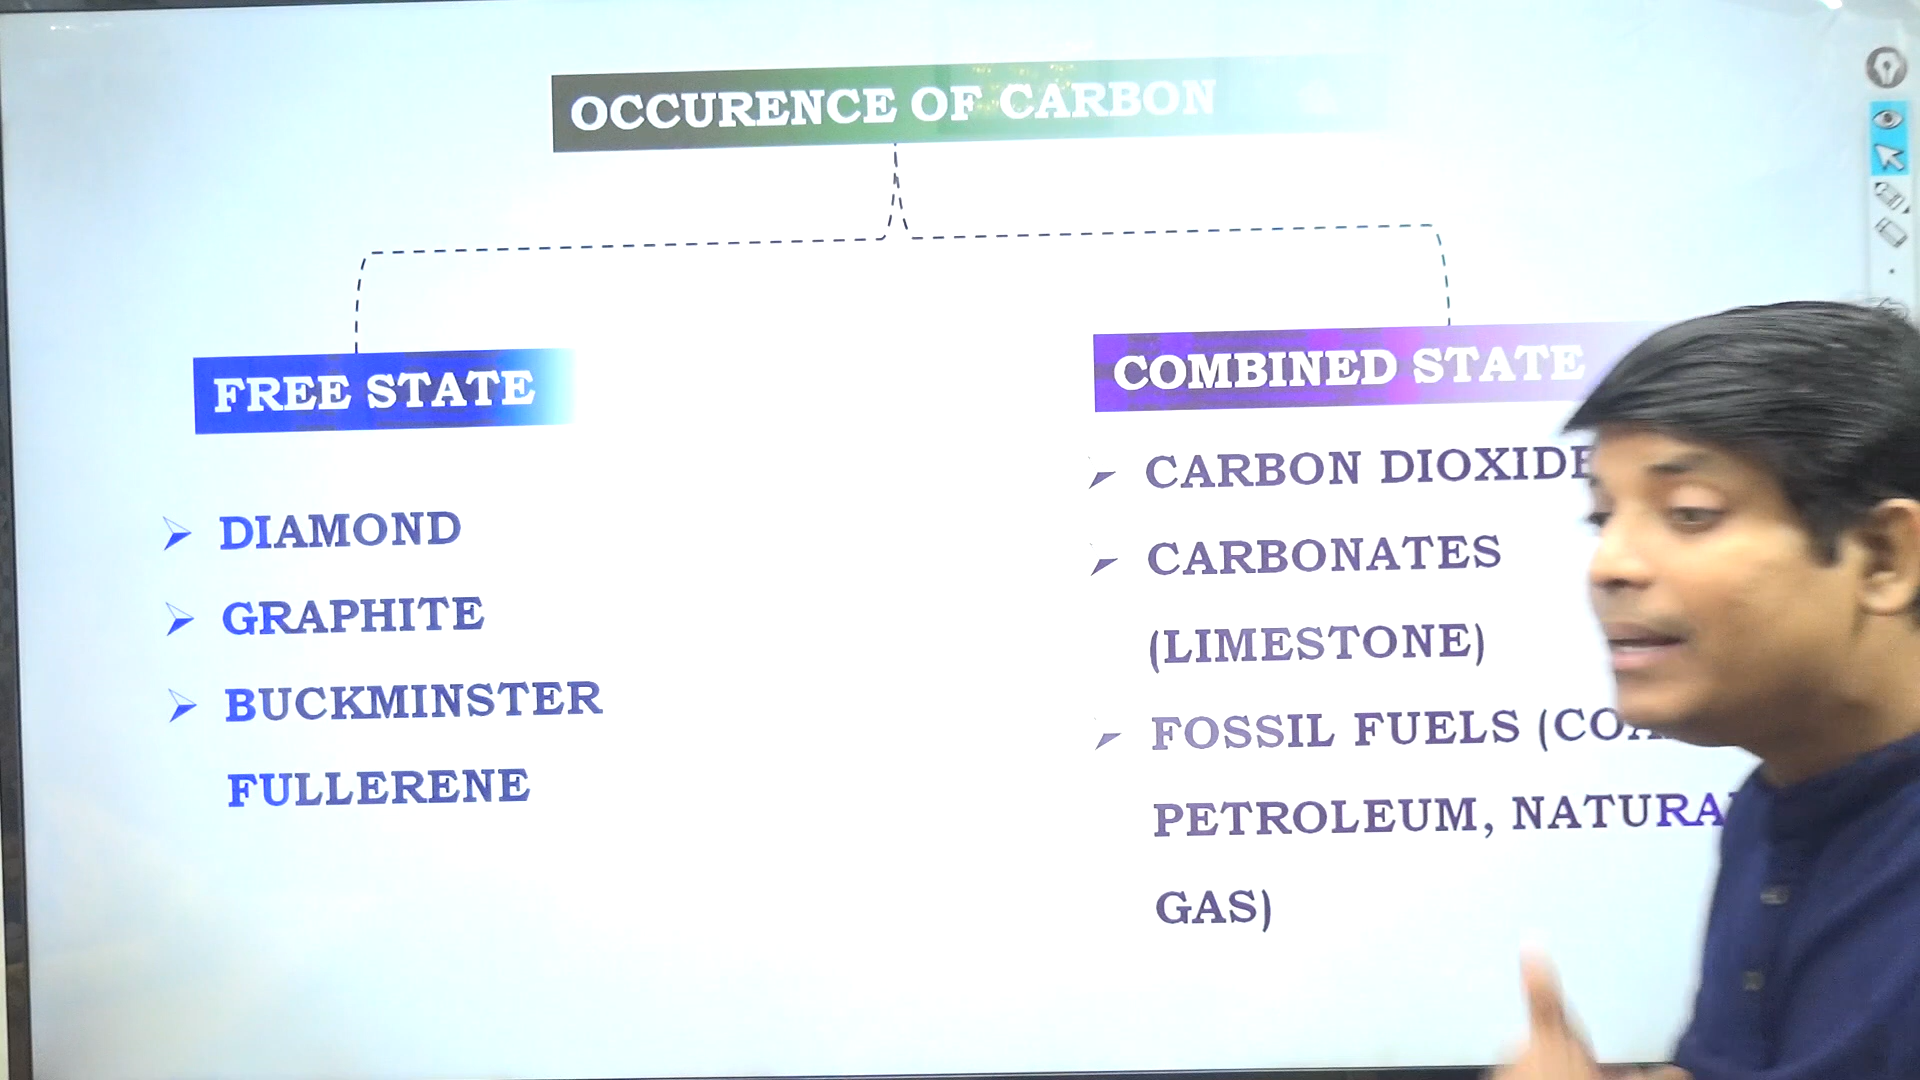 OCCURENCE OF CARBON
FREE STATE
DIAMOND
GRAPHITE
BUCKMINSTER
FULLERENE
COMBINED STATE
CARBON DIOXIDE
CARBONATES
(LIMESTONE)
FOSSIL FUELS
PETROLEUM,
GAS)